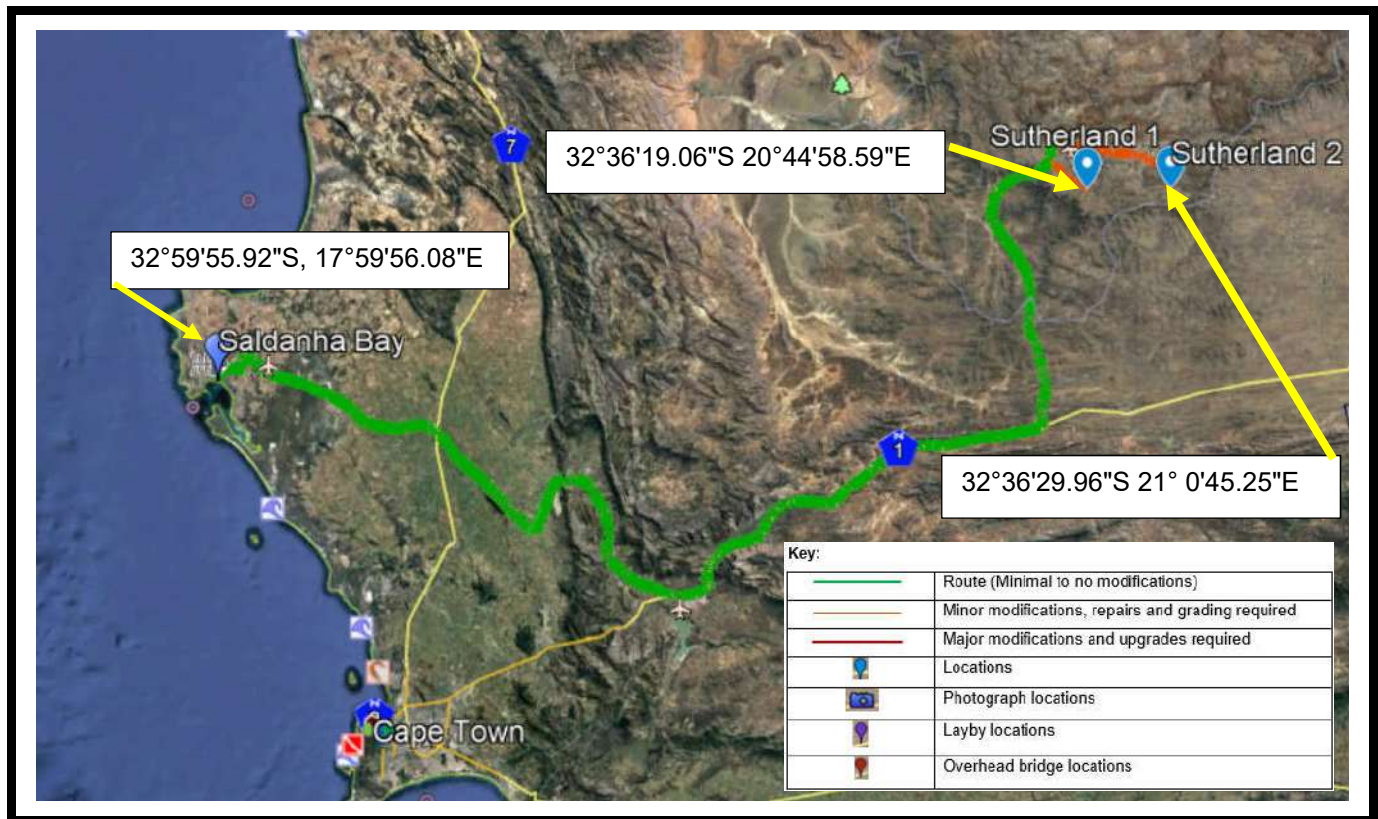 7
32°36'19.06"S 20°44'58.59"E
Sutherland 1
Sutherland 2
32°59'55.92"S, 17°59'56.08"E
Saldanha Bay
N
1
32°36'29.96"S 21° 0'45.25"E
Key:
Route (Minimal to no modifications)
Minor modifications, repairs and grading required
Major modifications and upgrades required
Locations
Photograph locations
Layby locations
Overhead bridge locations
N
Cape Town